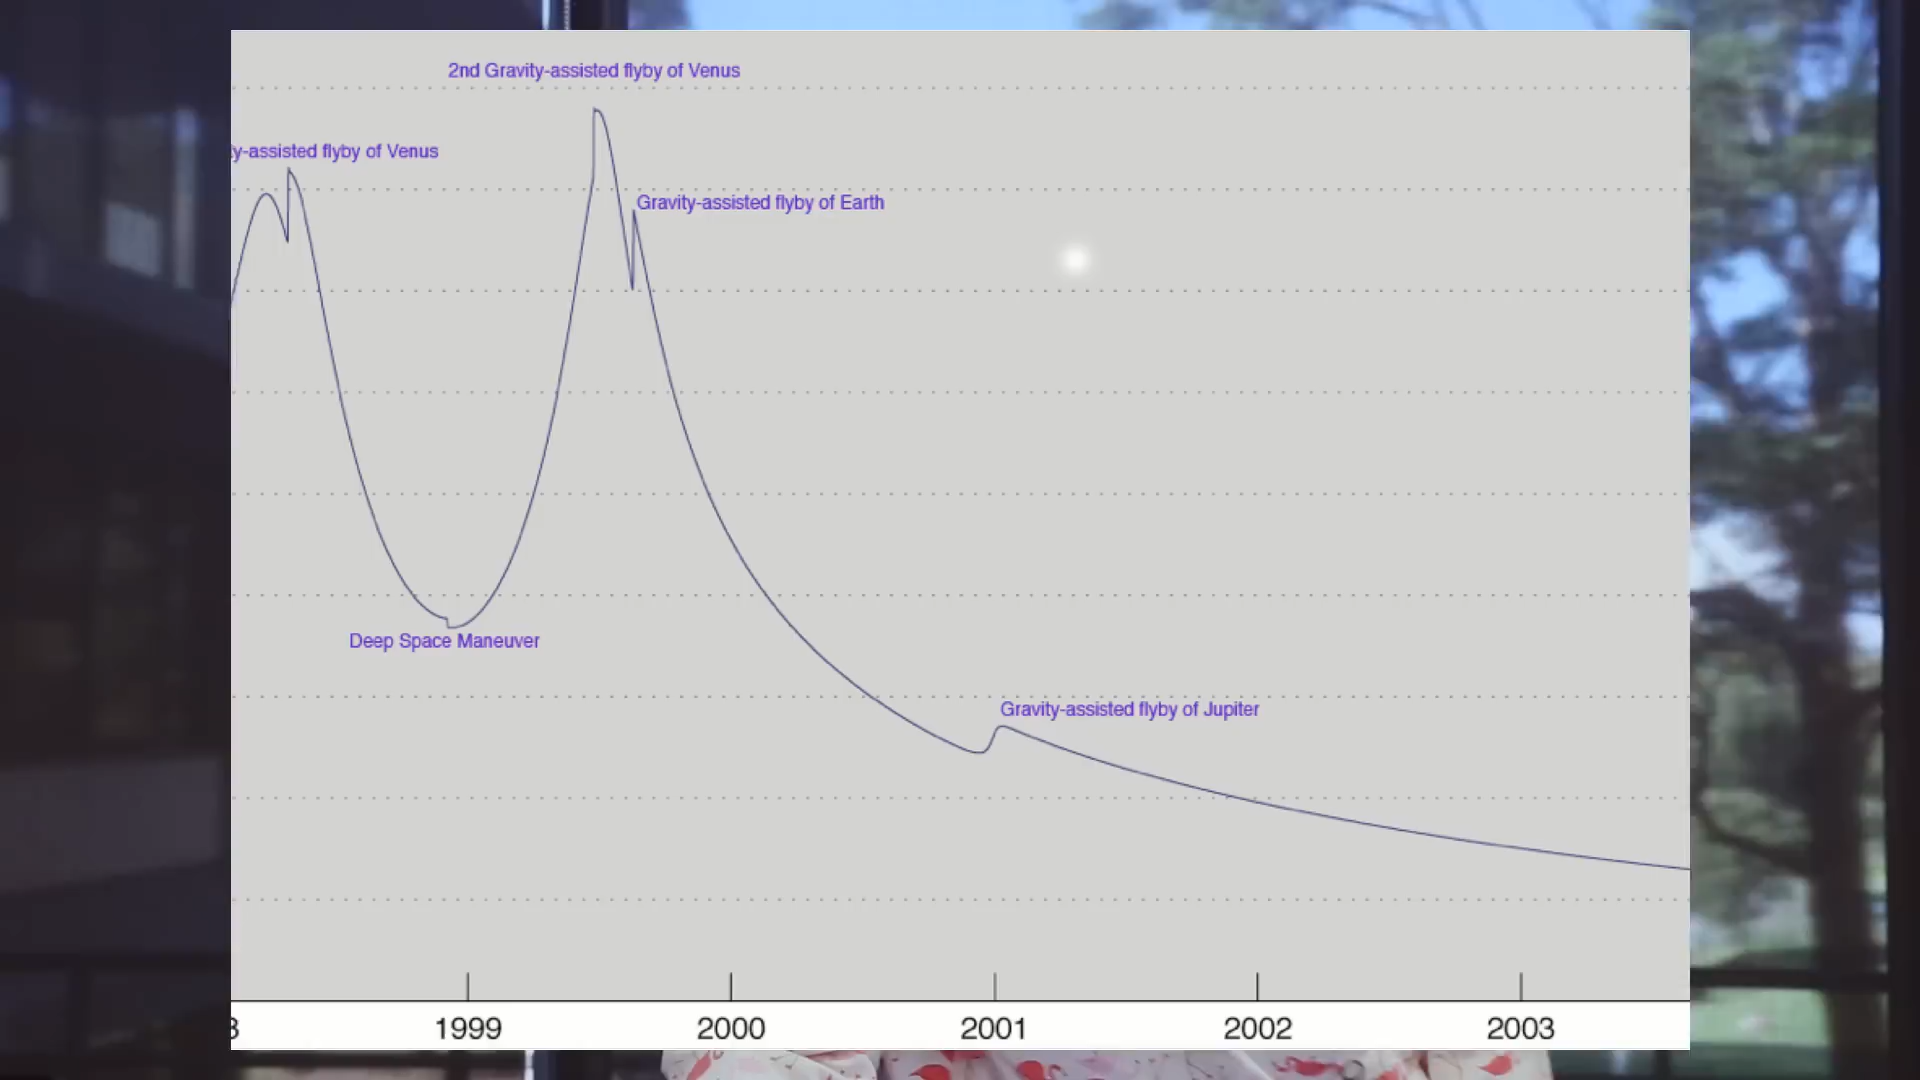 2nd Gravity-assisted flyby of Venus
y-assisted flyby of Venus
Gravity-assisted flyby of Earth
Deep Space Maneuver
Gravity-assisted flyby of Jupiter
8 1999 2000 2001 2002 2003